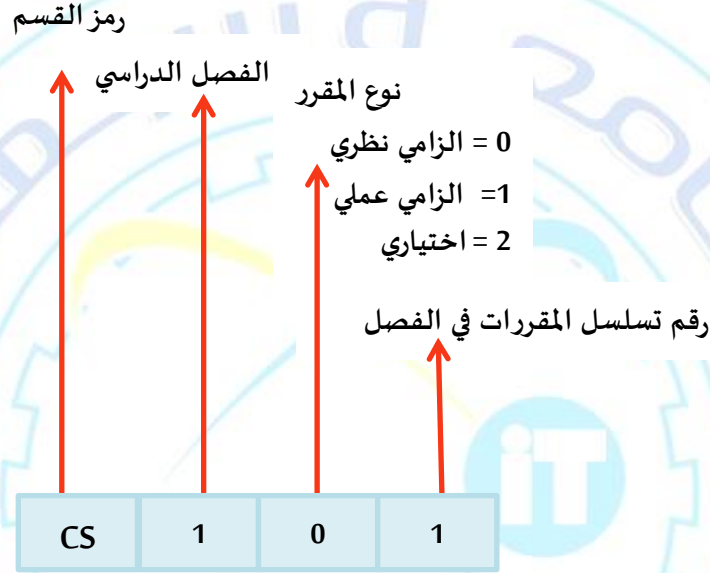 رمز القسم
الفصل الدراسي
نوع المقرر
0 = الزامي نظري
1= الزامي عملي
2 = اختياري
رقم تسلسل المقررات في الفصل
CS 1 0 1
iT